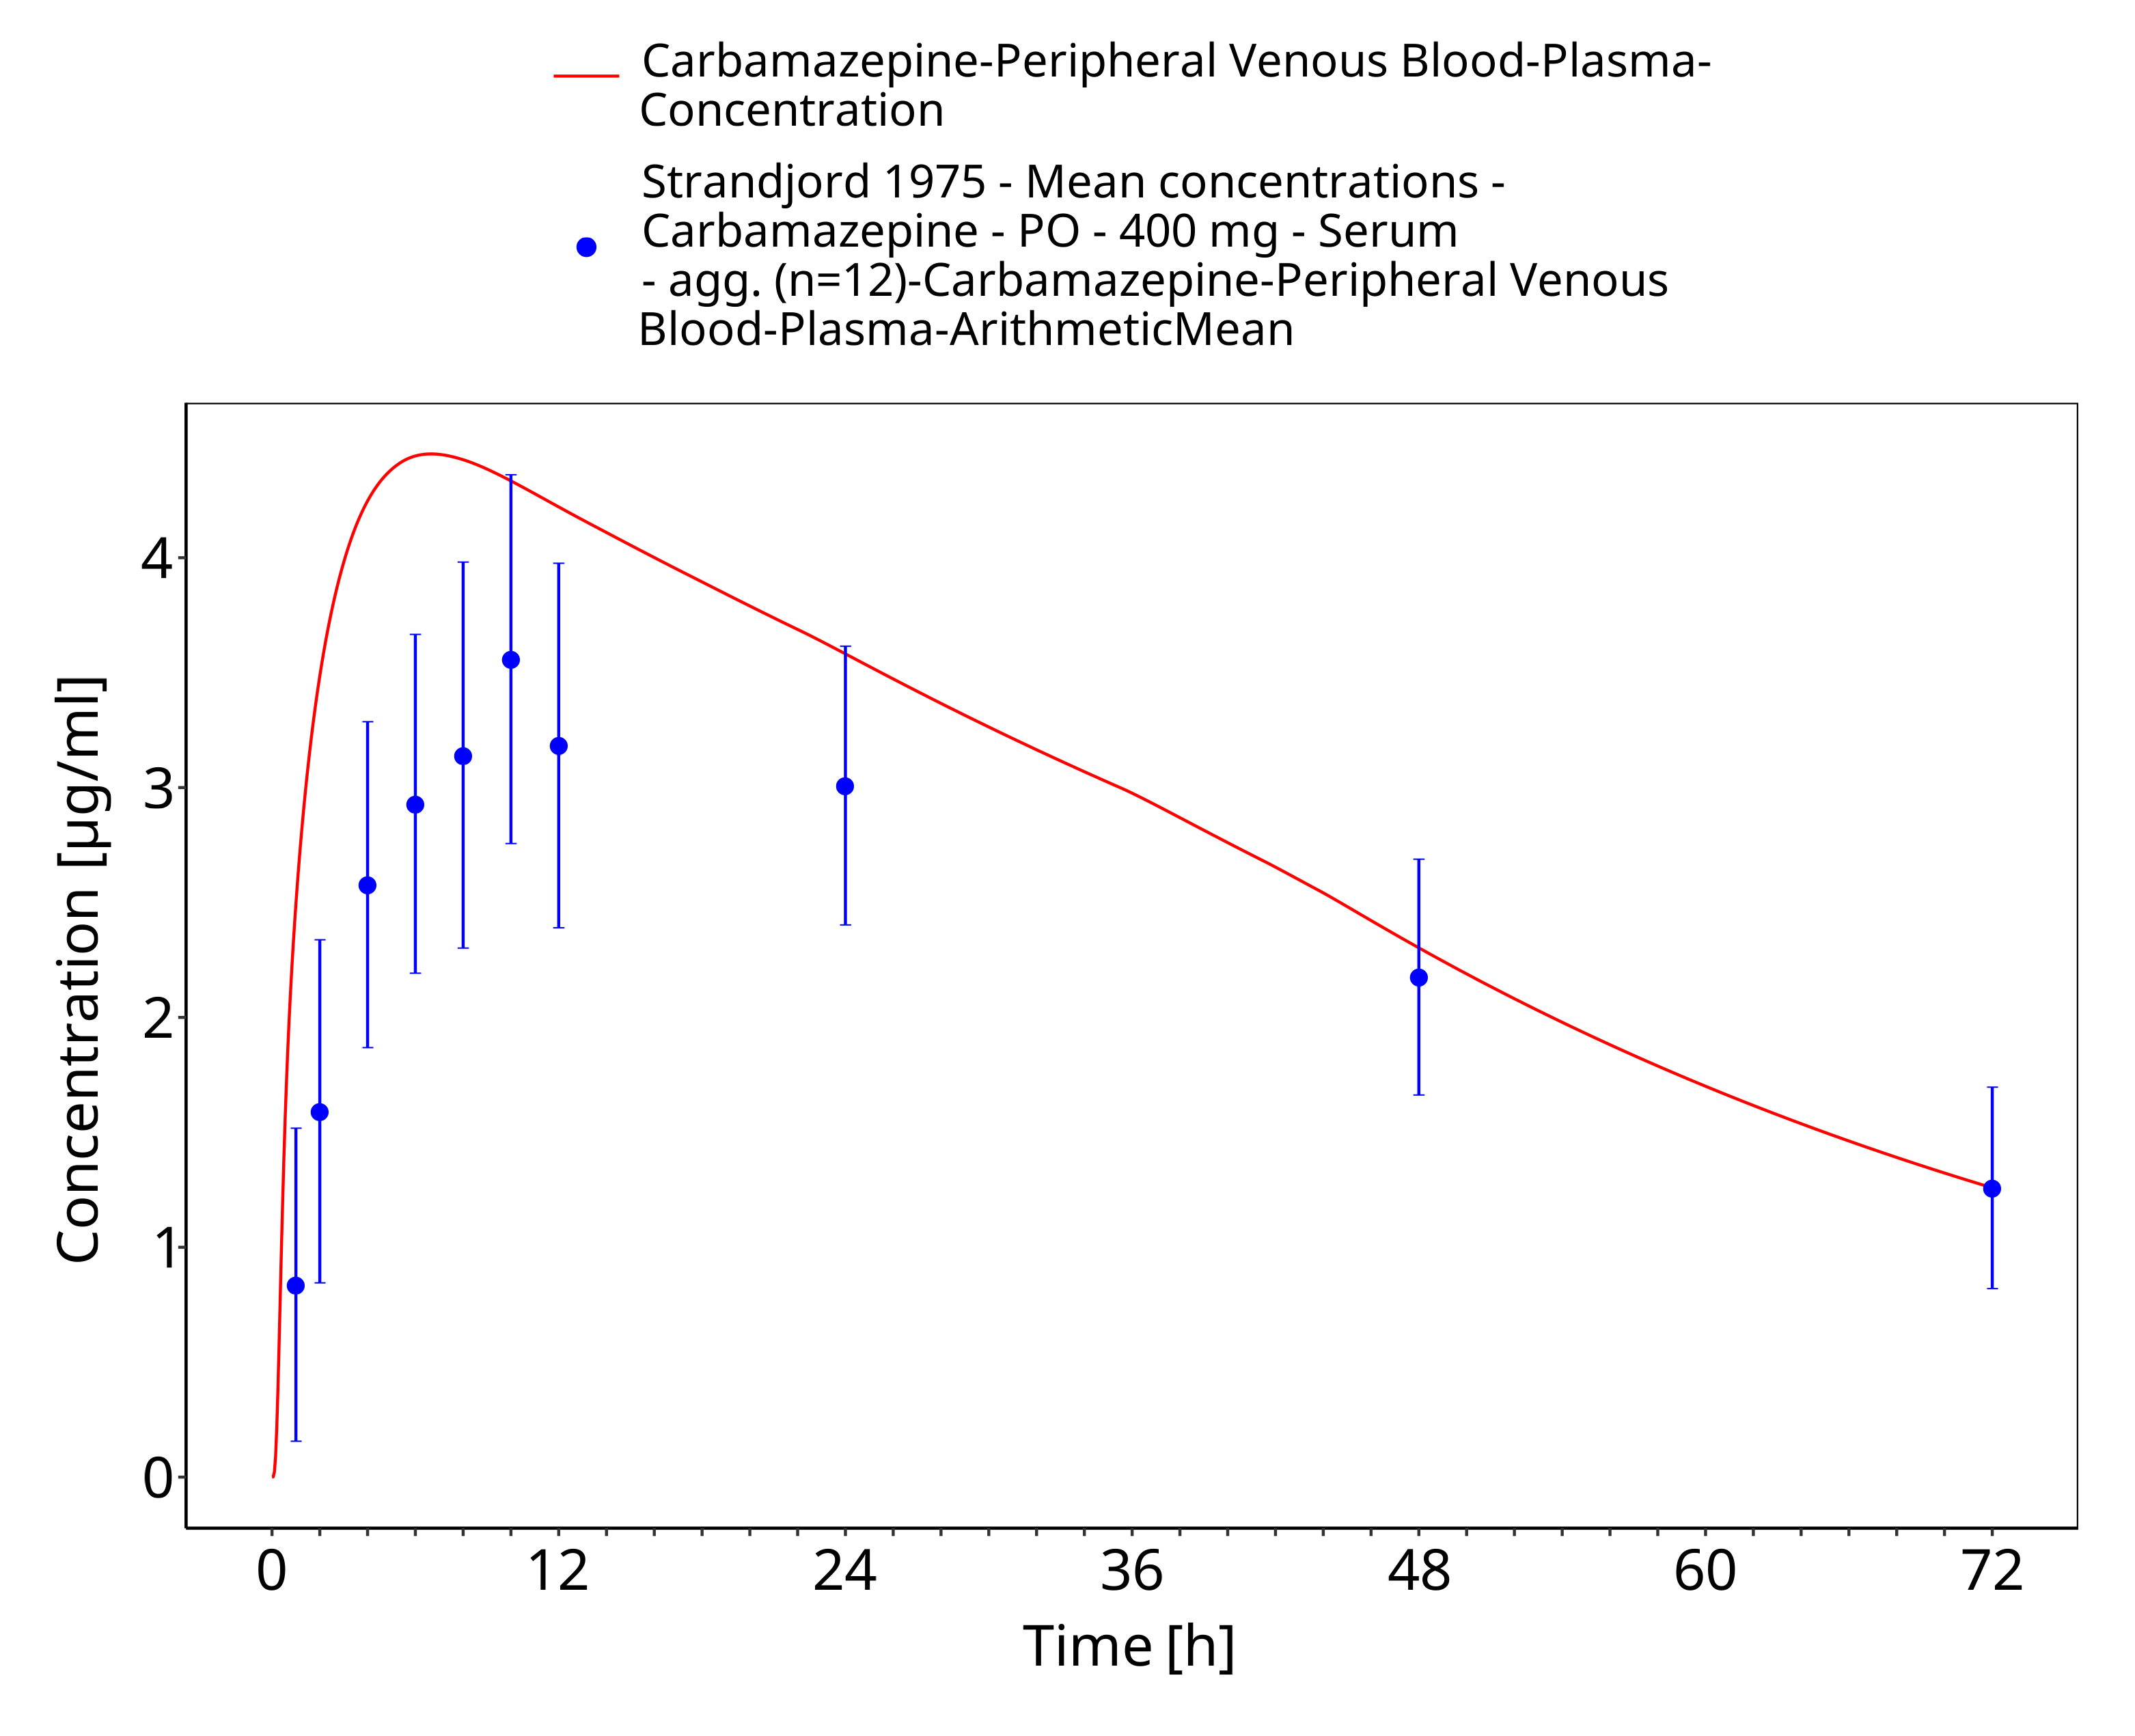 Carbamazepine-Peripheral Venous Blood-Plasma-
Concentration
Strandjord 1975 - Mean concentrations -
Carbamazepine - PO - 400 mg - Serum
- agg. (n=12)-Carbamazepine-Peripheral Venous
Blood-Plasma-ArithmeticMean
Concentration [µg/ml]
4
3
2
1
0
0 12 24 36 48 60 72
Time [h]